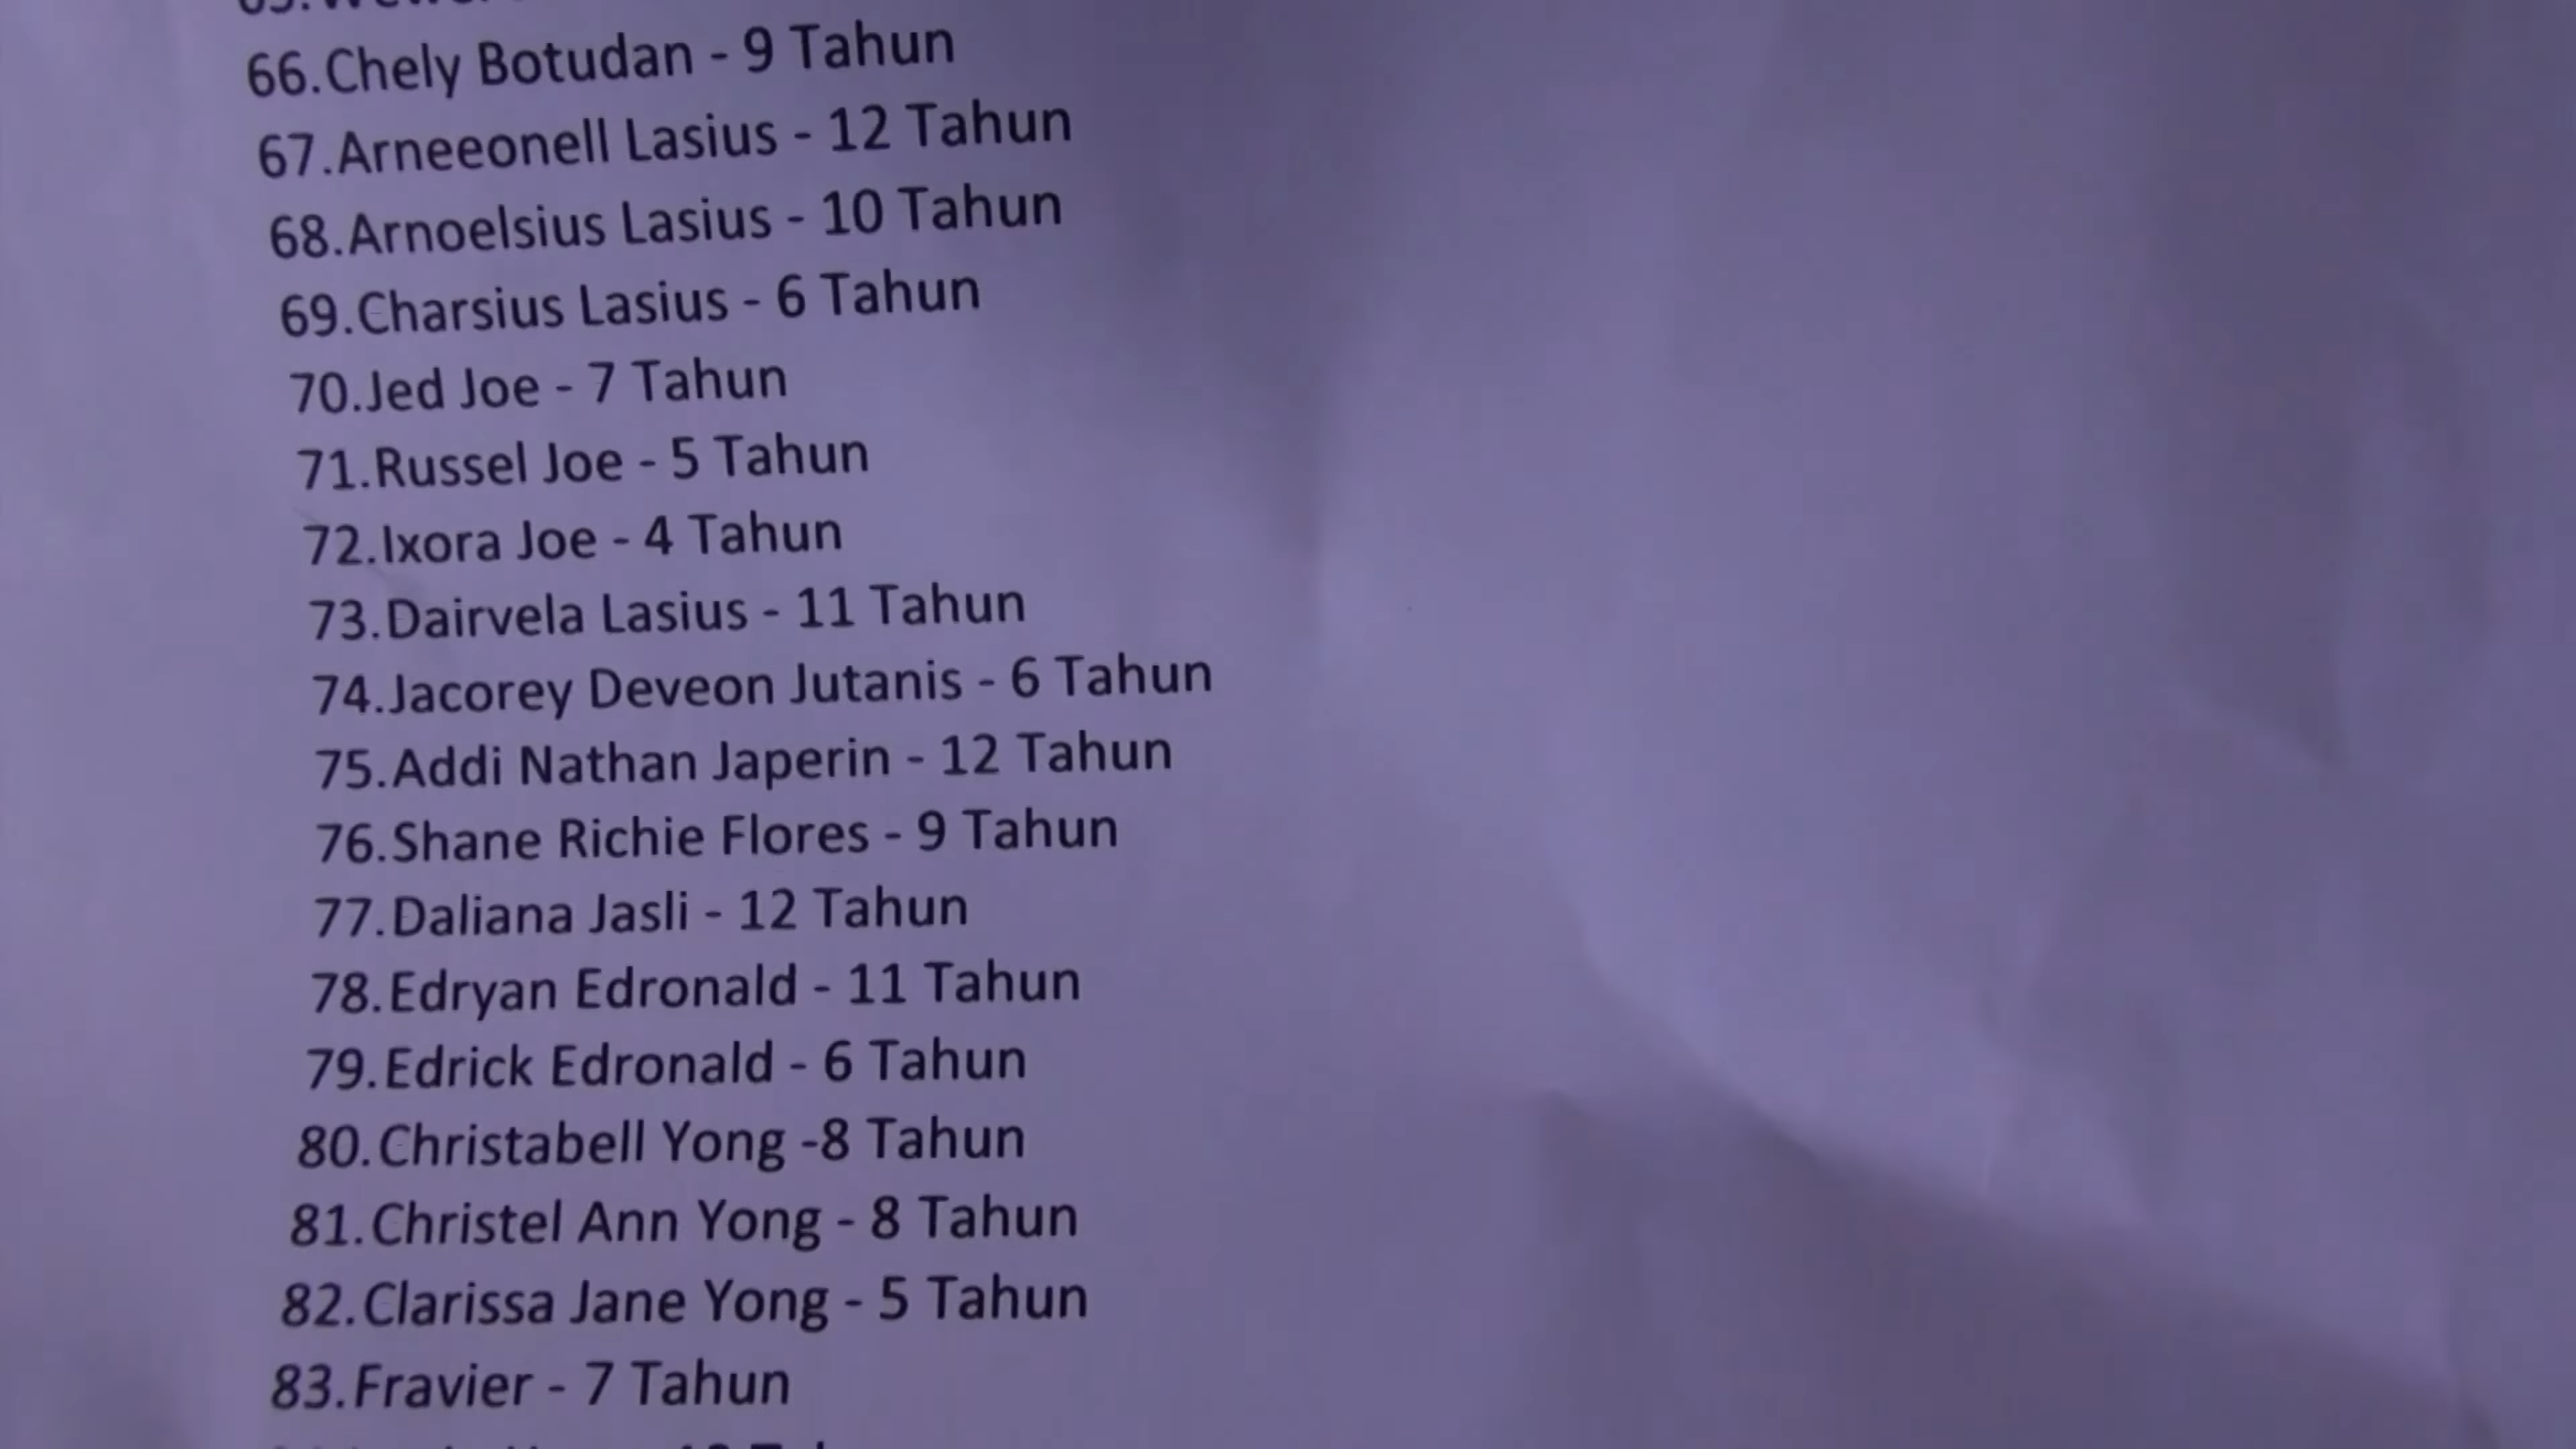 66.Chely Botudan - 9 Tahun
67.Arneeonell Lasius - 12 Tahun
68.Arnoelsius Lasius - 10 Tahun
69.Charsius Lasius - 6 Tahun
70.Jed Joe - 7 Tahun
71.Russel Joe - 5 Tahun
72.Ixora Joe - 4 Tahun
73.Dairvela Lasius - 11 Tahun
74.Jacorey Deveon Jutanis - 6 Tahun
75.Addi Nathan Japerin - 12 Tahun
76.Shane Richie Flores - 9 Tahun
77.Daliana Jasli - 12 Tahun
78.Edryan Edronald - 11 Tahun
79.Edrick Edronald - 6 Tahun
80.Christabell Yong -8 Tahun
81.Christel Ann Yong - 8 Tahun
82.Clarissa Jane Yong - 5 Tahun
83.Fravier - 7 Tahun